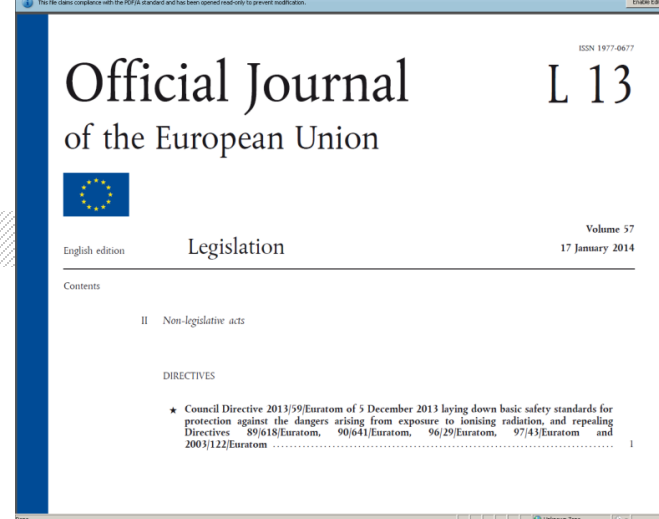 This file claims compliance with the PDF/A standard and has been opened read-only to prevent modification.
Enable Edi
ISSN 1977-0677
Official Journal
L 13
of the European Union
Volume 57
English edition
Legislation
17 January 2014
Contents
II Non-legislative acts
DIRECTIVES
★ Council Directive 2013/59/Euratom of 5 December 2013 laying down basic safety standards for
protection against the dangers arising from exposure to ionising radiation, and repealing
Directives 89/618/Euratom, 90/641/Euratom, 96/29/Euratom, 97/43/Euratom and
2003/122/Euratom ........................................................................ 1